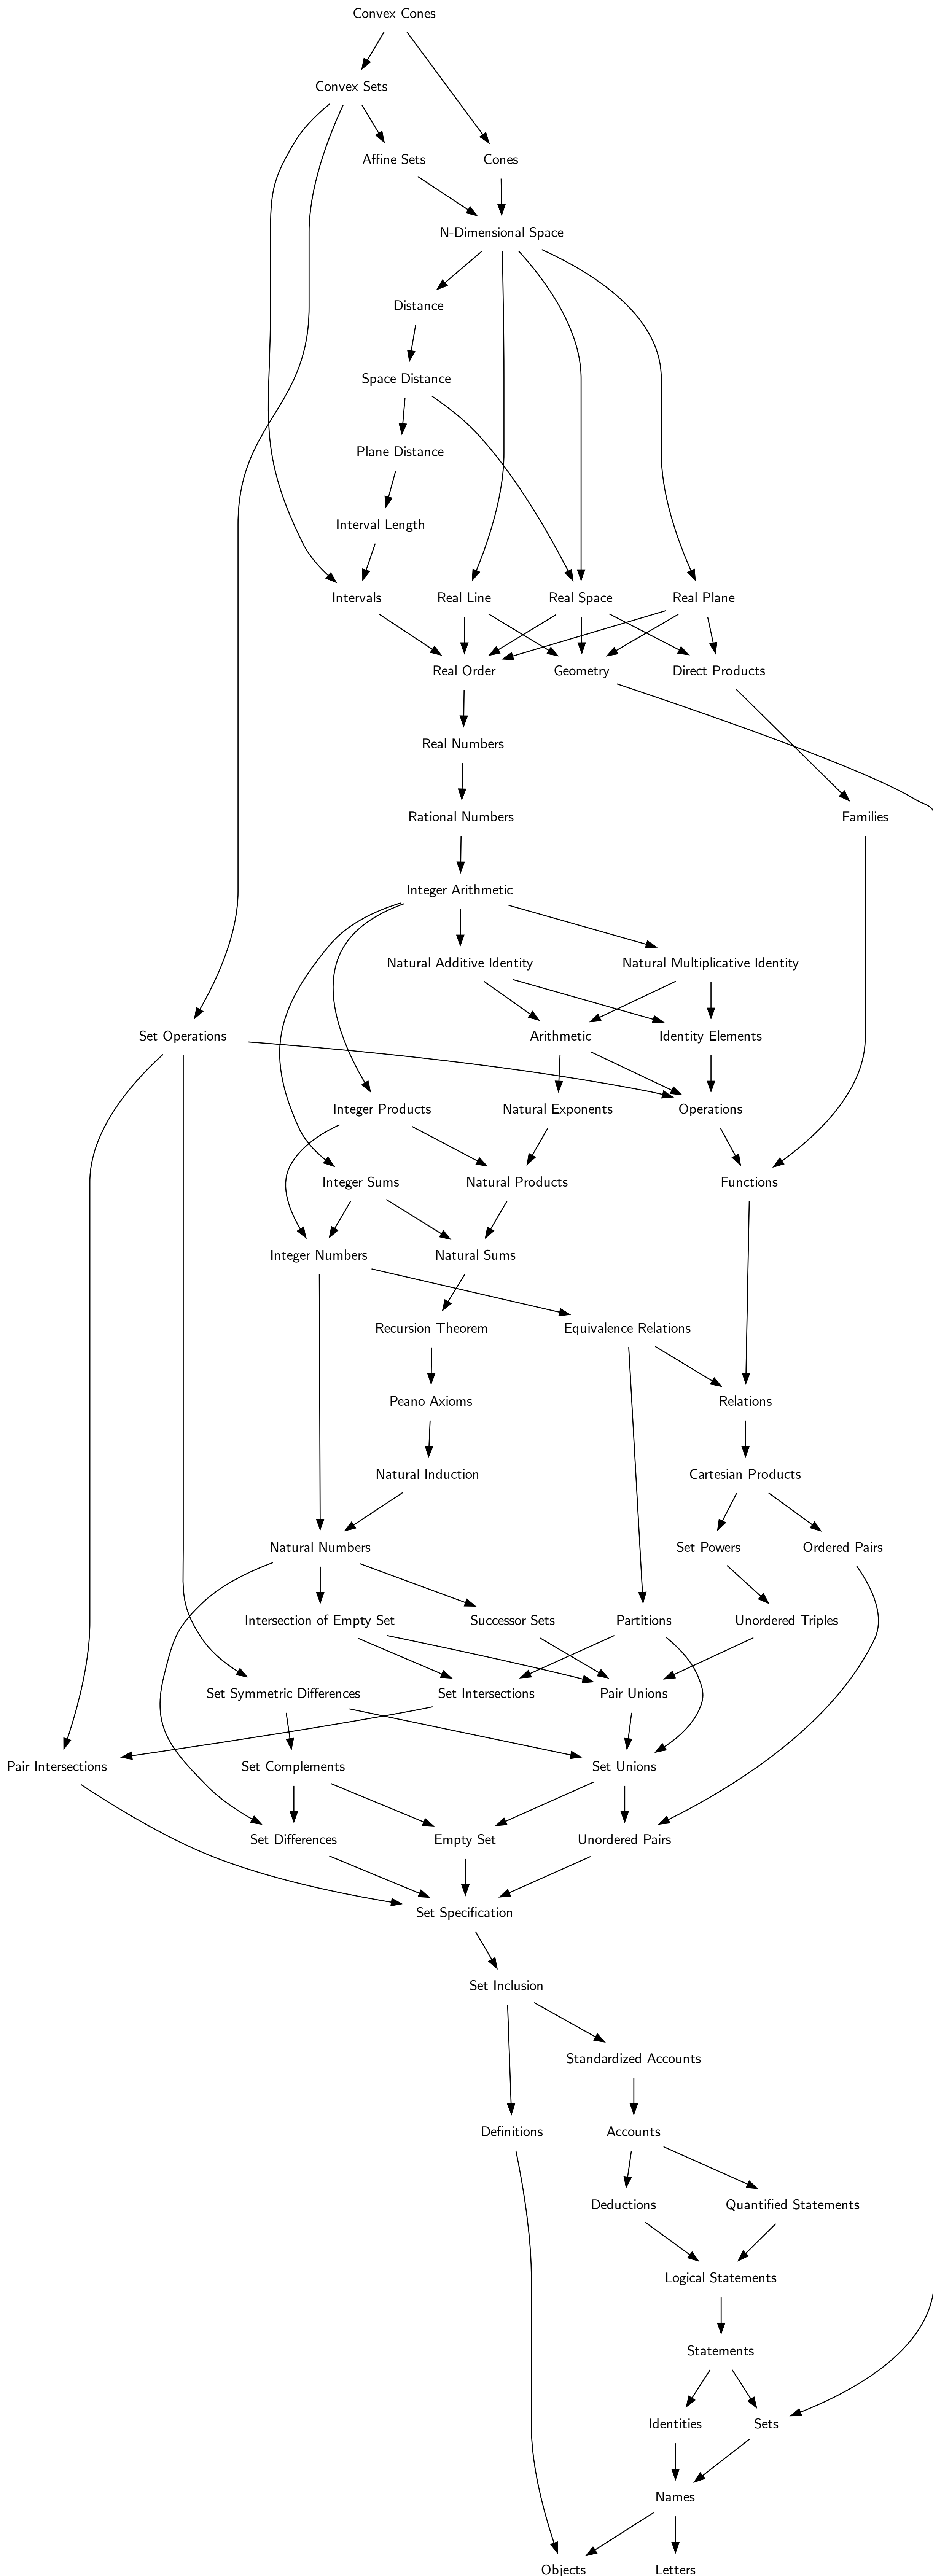 Convex Cones
Convex Sets
Affine Sets
Cones
N-Dimensional Space
Distance
Space Distance
Plane Distance
Interval Length
Intervals
Real Line
Real Space
Real Plane
Real Order
Geometry
Direct Products
Real Numbers
Rational Numbers
Families
Integer Arithmetic
Natural Additive Identity
Natural Multiplicative Identity
Set Operations
Arithmetic
Identity Elements
Integer Products
Natural Exponents
Operations
Integer Sums
Natural Products
Functions
Integer Numbers
Natural Sums
Recursion Theorem
Equivalence Relations
Peano Axioms
Relations
Natural Induction
Cartesian Products
Natural Numbers
Set Powers
Ordered Pairs
Intersection of Empty Set
Successor Sets
Partitions
Unordered Triples
Set Symmetric Differences
Set Intersections
Pair Unions
Pair Intersections
Set Complements
Set Unions
Set Differences
Empty Set
Unordered Pairs
Set Specification
Set Inclusion
Standardized Accounts
Definitions
Accounts
Deductions
Quantified Statements
Logical Statements
Statements
Identities
Sets
Names
Objects
Letters